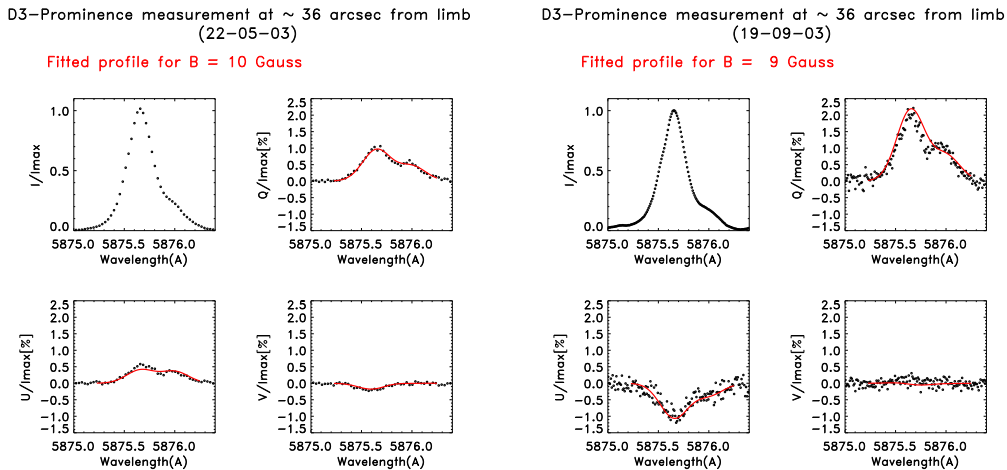 D3-Prominence measurement at ~ 36 arcsec from limb
(22-05-03)
Fitted profile for B = 10 Gauss
I/Imax
1.0
0.5
0.0
5875.0 5875.5 5876.0
Wavelength(A)
Q/Imax[%]
2.5
2.0
1.5
1.0
0.5
0.0
-0.5
-1.0
-1.5
5875.0 5875.5 5876.0
Wavelength(A)
U/Imax[%]
2.5
2.0
1.5
1.0
0.5
0.0
-0.5
-1.0
-1.5
5875.0 5875.5 5876.0
Wavelength(A)
V/Imax[%]
2.5
2.0
1.5
1.0
0.5
0.0
-0.5
-1.0
-1.5
5875.0 5875.5 5876.0
Wavelength(A)
D3-Prominence measurement at ~ 36 arcsec from limb
(19-09-03)
Fitted profile for B = 9 Gauss
I/Imax
1.0
0.5
0.0
5875.0 5875.5 5876.0
Wavelength(A)
Q/Imax[%]
2.5
2.0
1.5
1.0
0.5
0.0
-0.5
-1.0
-1.5
5875.0 5875.5 5876.0
Wavelength(A)
U/Imax[%]
2.5
2.0
1.5
1.0
0.5
0.0
-0.5
-1.0
-1.5
5875.0 5875.5 5876.0
Wavelength(A)
V/Imax[%]
2.5
2.0
1.5
1.0
0.5
0.0
-0.5
-1.0
-1.5
5875.0 5875.5 5876.0
Wavelength(A)